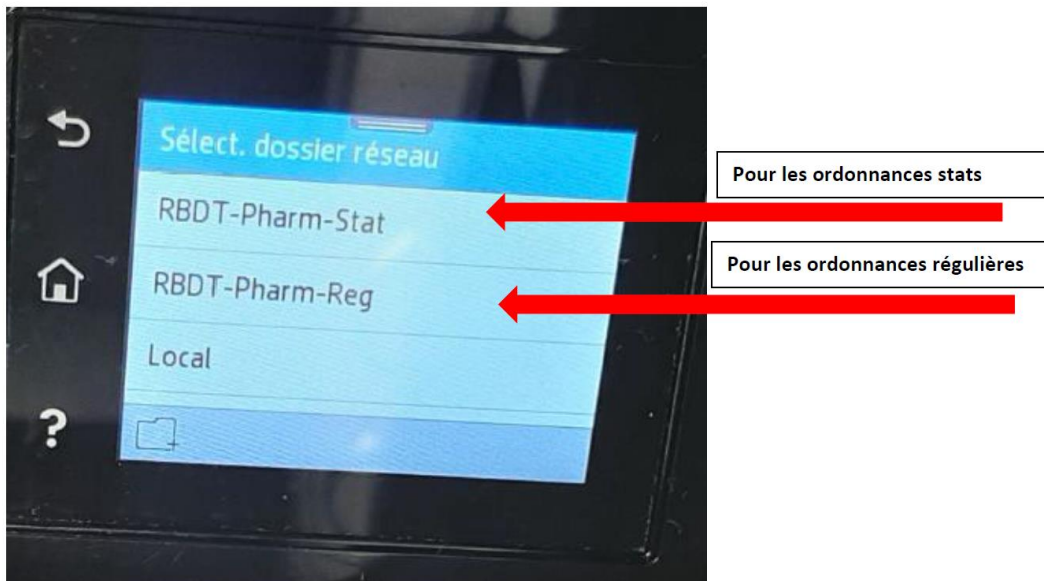 Sélect. dossier réseau
RBDT-Pharm-Stat
Pour les ordonnances stats
RBDT-Pharm-Reg
Pour les ordonnances régulières
Local
?